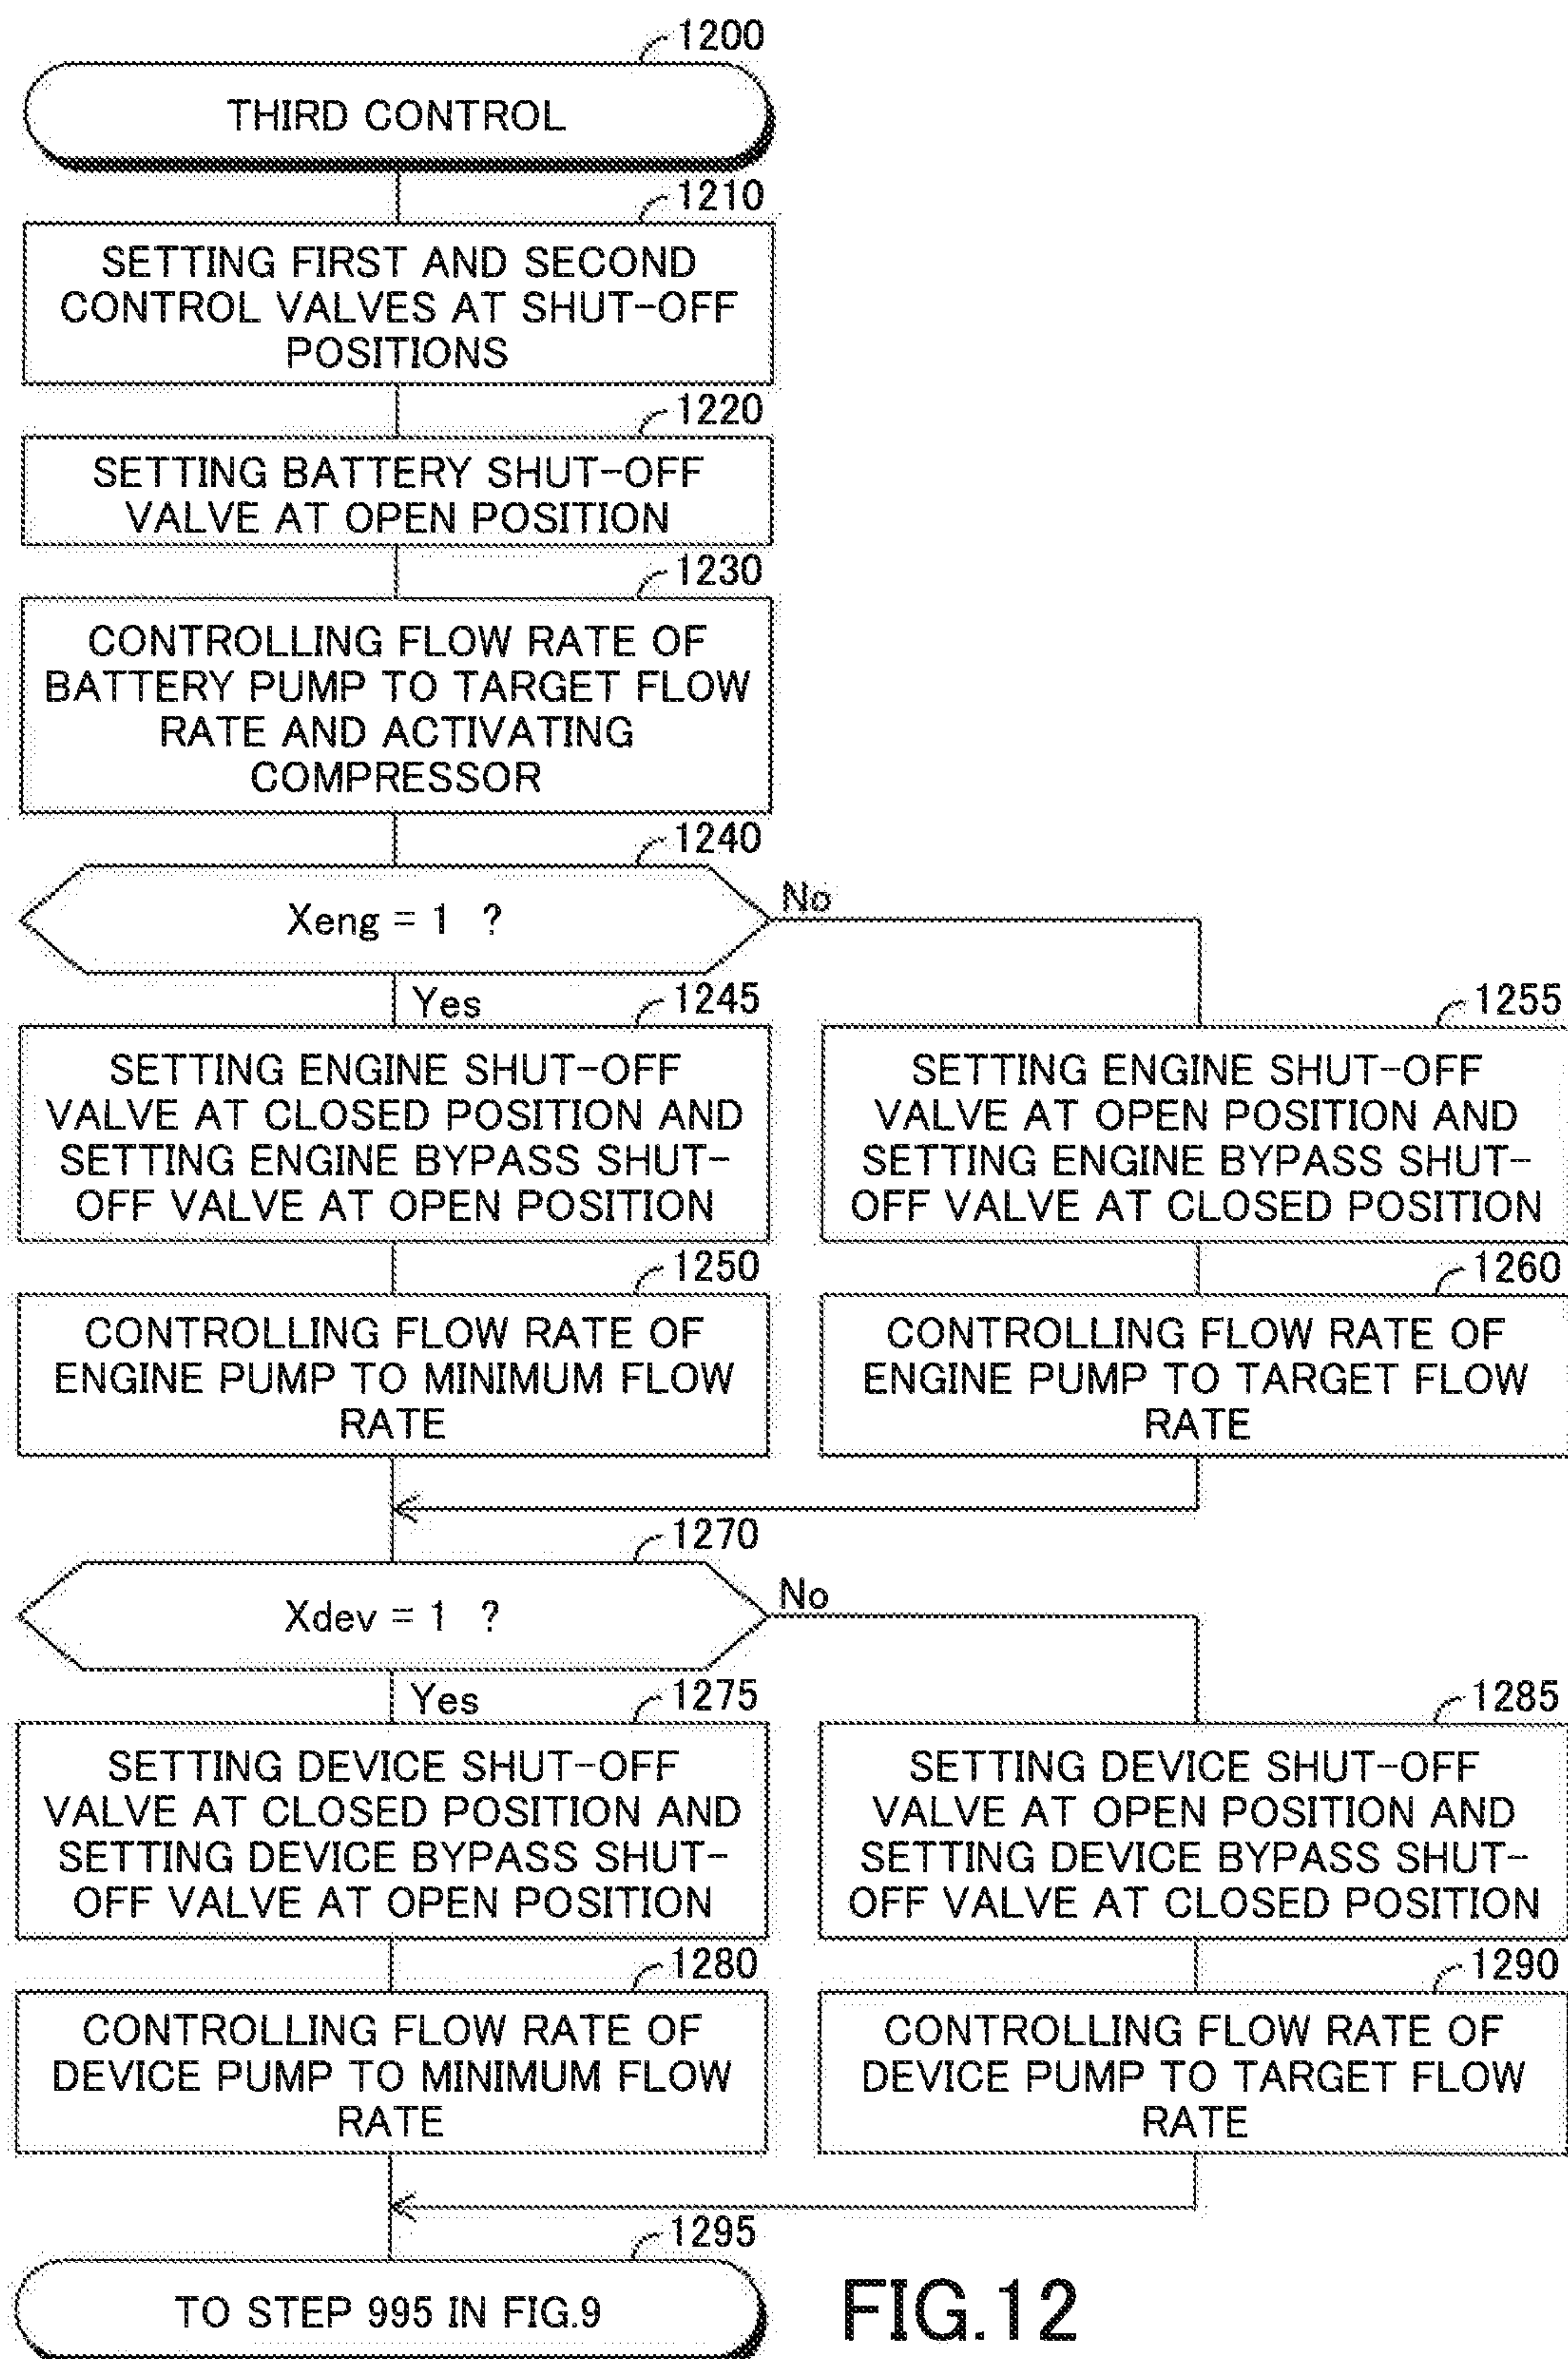 1200
THIRD CONTROL
1210
SETTING FIRST AND SECOND
CONTROL VALVES AT SHUT-OFF
POSITIONS
1220
SETTING BATTERY SHUT-OFF
VALVE AT OPEN POSITION
1230
CONTROLLING FLOW RATE OF
BATTERY PUMP TO TARGET FLOW
RATE AND ACTIVATING
COMPRESSOR
1240
Xeng = 1 ?
No
Yes
1245
SETTING ENGINE SHUT-OFF
VALVE AT CLOSED POSITION AND
SETTING ENGINE BYPASS SHUT-
OFF VALVE AT OPEN POSITION
1255
SETTING ENGINE SHUT-OFF
VALVE AT OPEN POSITION AND
SETTING ENGINE BYPASS SHUT-
OFF VALVE AT CLOSED POSITION
1250
CONTROLLING FLOW RATE OF
ENGINE PUMP TO MINIMUM FLOW
RATE
1260
CONTROLLING FLOW RATE OF
ENGINE PUMP TO TARGET FLOW
RATE
1270
Xdev = 1 ?
No
Yes
1275
SETTING DEVICE SHUT-OFF
VALVE AT CLOSED POSITION AND
SETTING DEVICE BYPASS SHUT-
OFF VALVE AT OPEN POSITION
1285
SETTING DEVICE SHUT-OFF
VALVE AT OPEN POSITION AND
SETTING DEVICE BYPASS SHUT-
OFF VALVE AT CLOSED POSITION
1280
CONTROLLING FLOW RATE OF
DEVICE PUMP TO MINIMUM FLOW
RATE
1290
CONTROLLING FLOW RATE OF
DEVICE PUMP TO TARGET FLOW
RATE
1295
TO STEP 995 IN FIG.9
FIG.12